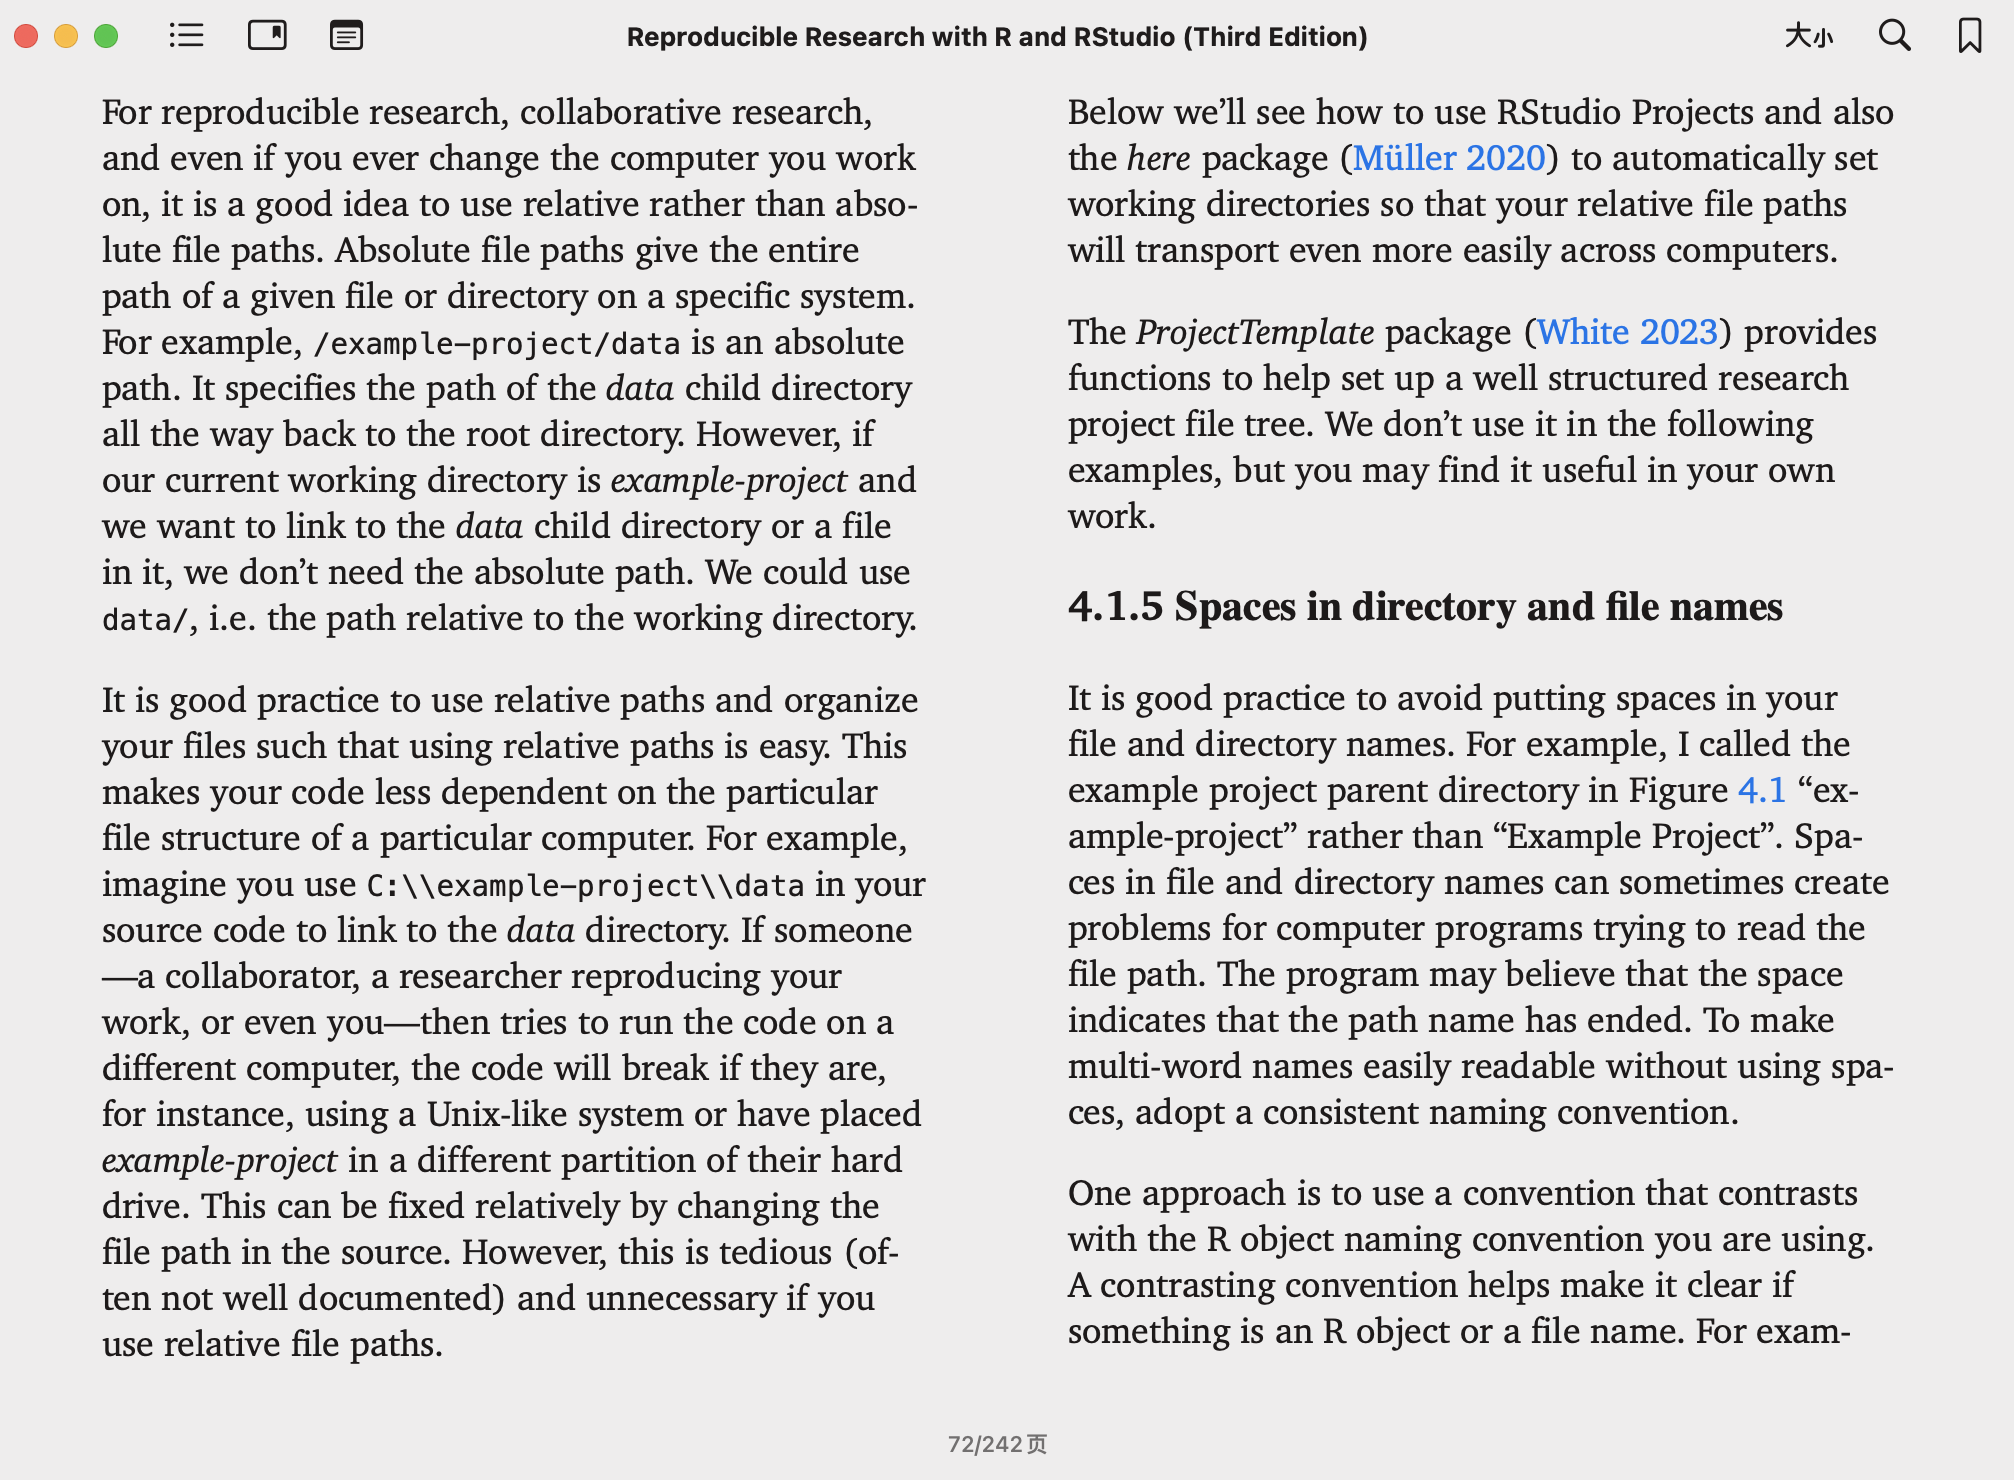 Reproducible Research with R and RStudio (Third Edition)
大小
For reproducible research, collaborative research,
and even if you ever change the computer you work
on, it is a good idea to use relative rather than abso-
lute file paths. Absolute file paths give the entire
path of a given file or directory on a specific system.
For example, /example-project/data is an absolute
path. It specifies the path of the data child directory
all the way back to the root directory. However, if
our current working directory is example-project and
we want to link to the data child directory or a file
in it, we don’t need the absolute path. We could use
data/, i.e. the path relative to the working directory.
It is good practice to use relative paths and organize
your files such that using relative paths is easy. This
makes your code less dependent on the particular
file structure of a particular computer. For example,
imagine you use C:\\example-project\\data in your
source code to link to the data directory. If someone
—a collaborator, a researcher reproducing your
work, or even you—then tries to run the code on a
different computer, the code will break if they are,
for instance, using a Unix-like system or have placed
example-project in a different partition of their hard
drive. This can be fixed relatively by changing the
file path in the source. However, this is tedious (of-
ten not well documented) and unnecessary if you
use relative file paths.
Below we’ll see how to use RStudio Projects and also
the here package (Müller 2020) to automatically set
working directories so that your relative file paths
will transport even more easily across computers.
The ProjectTemplate package (White 2023) provides
functions to help set up a well structured research
project file tree. We don’t use it in the following
examples, but you may find it useful in your own
work.
4.1.5 Spaces in directory and file names
It is good practice to avoid putting spaces in your
file and directory names. For example, I called the
example project parent directory in Figure 4.1 “ex-
ample-project” rather than “Example Project”. Spa-
ces in file and directory names can sometimes create
problems for computer programs trying to read the
file path. The program may believe that the space
indicates that the path name has ended. To make
multi-word names easily readable without using spa-
ces, adopt a consistent naming convention.
One approach is to use a convention that contrasts
with the R object naming convention you are using.
A contrasting convention helps make it clear if
something is an R object or a file name. For exam-
72/242页